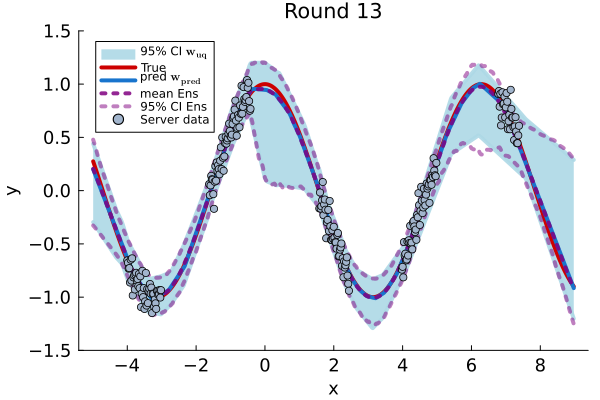 Round 13
1.5
1.0
0.5
0.0
−0.5
−1.0
−1.5
y
95% CI w_uq
True
pred w_pred
mean Ens
95% CI Ens
Server data
−4 −2 0 2 4 6 8
x